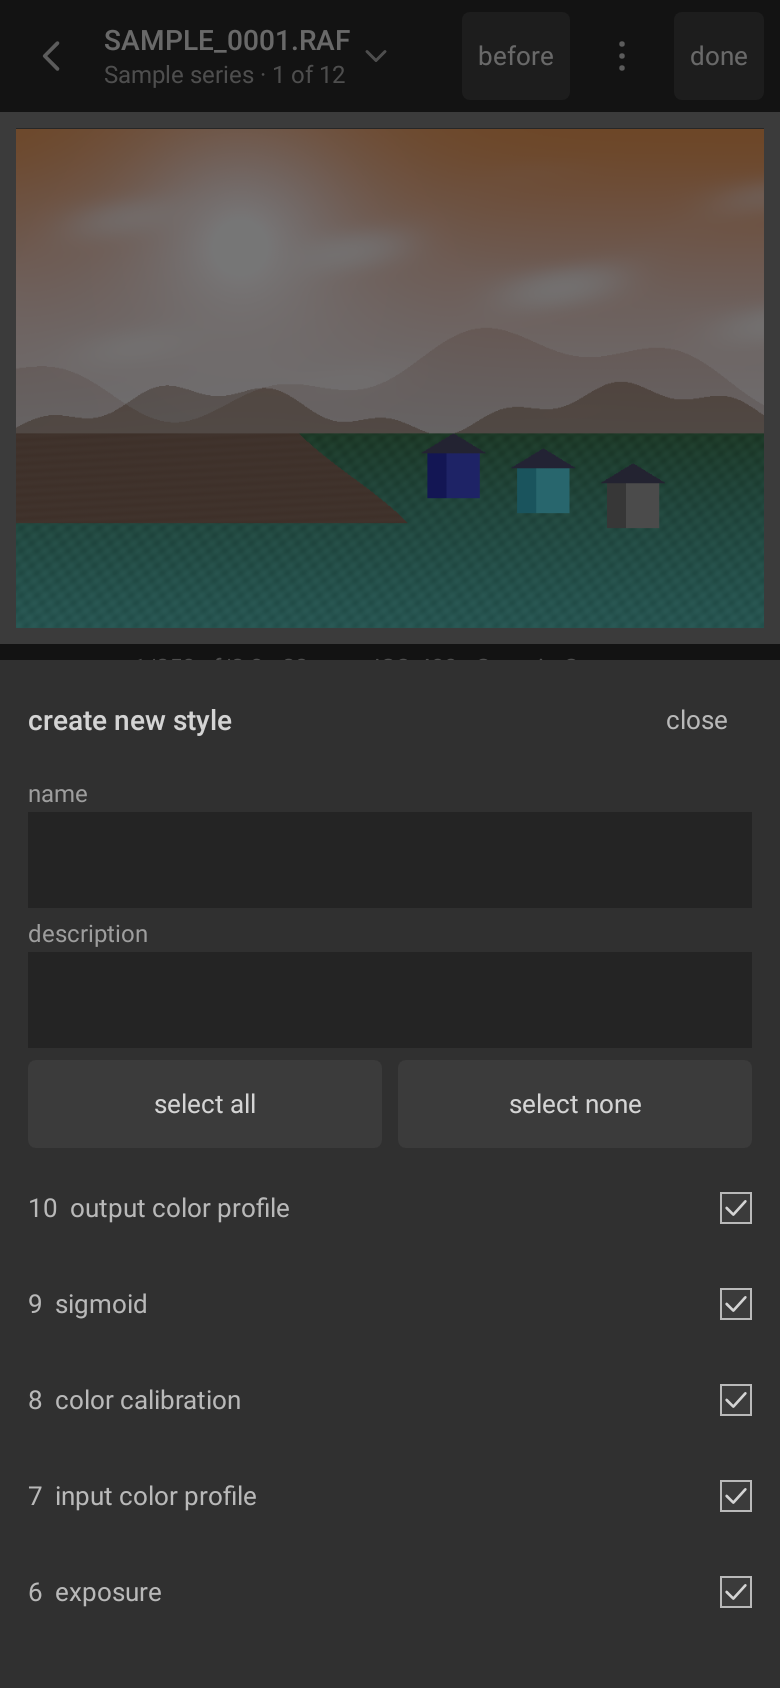 SAMPLE_0001.RAF
Sample series · 1 of 12
before
done
create new style
close
name
description
select all
select none
10 output color profile
9 sigmoid
8 color calibration
7 input color profile
6 exposure